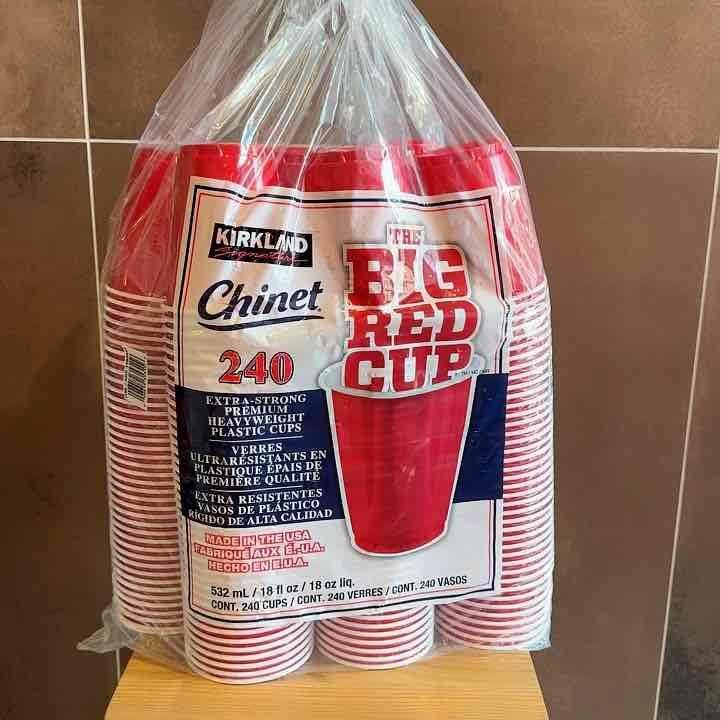 KIRKLAND
Signature
Chinet
240
THE
BIG
RED
CUP
EXTRA-STRONG
PREMIUM
HEAVYWEIGHT
PLASTIC CUPS
VERRES
ULTRARÉSISTANTS EN
PLASTIQUE ÉPAIS DE
PREMIÈRE QUALITÉ
EXTRA RESISTENTES
VASOS DE PLÁSTICO
RÍGIDO DE ALTA CALIDAD
MADE IN THE USA
FABRIQUÉ AUX É.-U.A.
HECHO EN E.U.A.
532 mL / 18 fl oz / 18 oz liq.
CONT. 240 CUPS / CONT. 240 VERRES / CONT. 240 VASOS